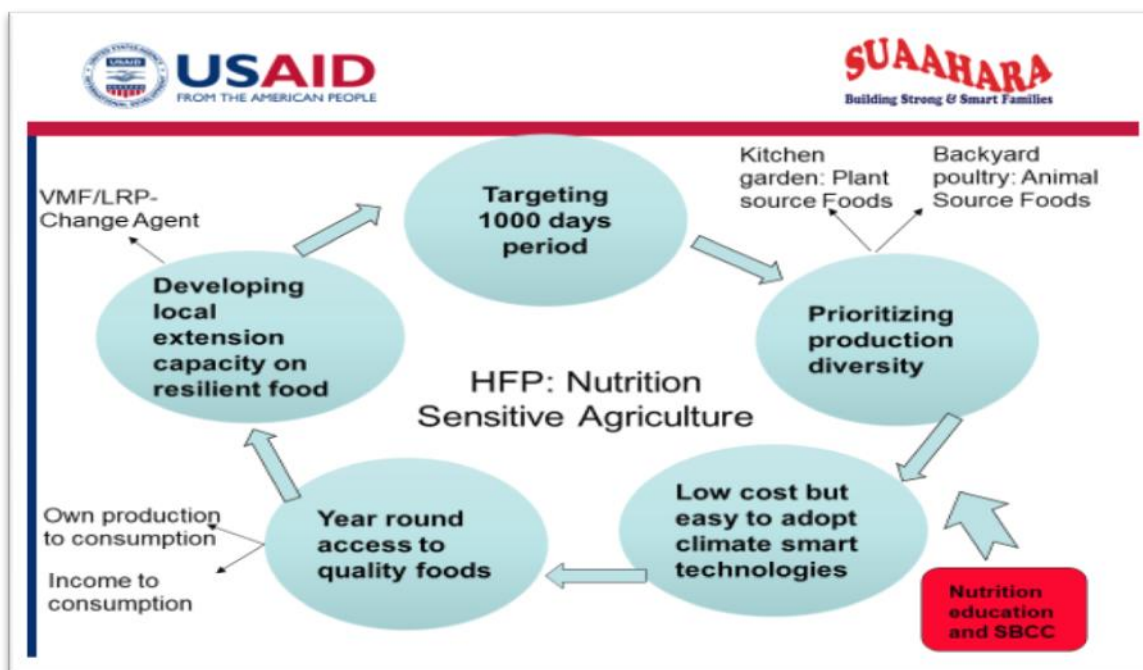 USAID
FROM THE AMERICAN PEOPLE
SUAAHARA
Building Strong & Smart Families
Targeting
1000 days
period
Kitchen
garden: Plant
source Foods
Backyard
poultry: Animal
Source Foods
VMF/LRP-
Change Agent
Developing
local
extension
capacity on
resilient food
Prioritizing
production
diversity
HFP: Nutrition
Sensitive Agriculture
Own production
to consumption
Income to
consumption
Year round
access to
quality foods
Low cost but
easy to adopt
climate smart
technologies
Nutrition
education
and SBCC